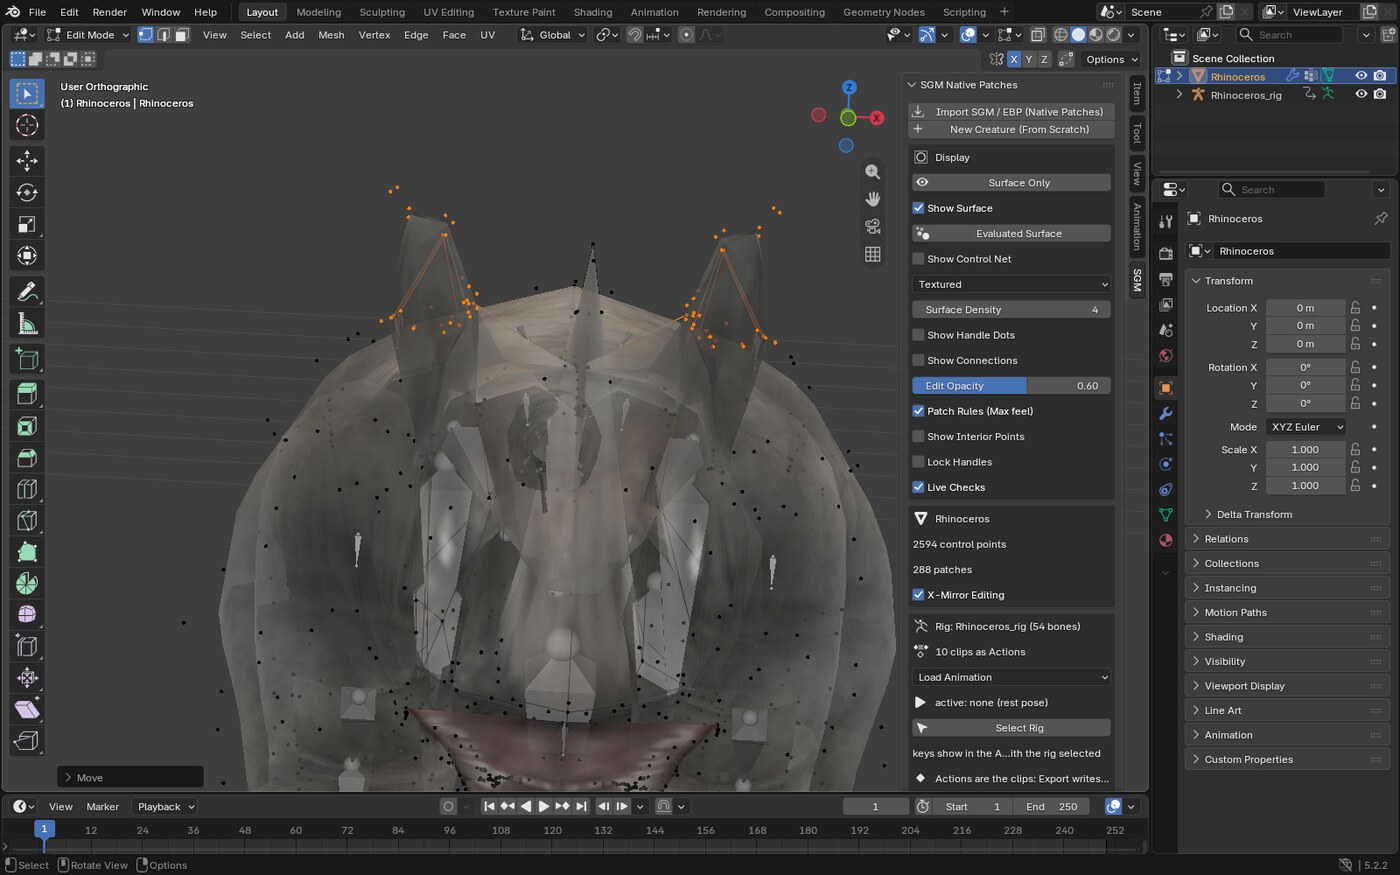 File Edit Render Window Help Layout Modeling Sculpting UV Editing Texture Paint Shading Animation Rendering Compositing Geometry Nodes Scripting + Scene ViewLayer
Edit Mode View Select Add Mesh Vertex Edge Face UV Global Search
X Y Z Options
Scene Collection
Rhinoceros
Rhinoceros_rig
User Orthographic
(1) Rhinoceros | Rhinoceros
Z
X
SGM Native Patches
Import SGM / EBP (Native Patches)
New Creature (From Scratch)
Display
Surface Only
Show Surface
Evaluated Surface
Show Control Net
Textured
Surface Density 4
Show Handle Dots
Show Connections
Edit Opacity 0.60
Patch Rules (Max feel)
Show Interior Points
Lock Handles
Live Checks
Rhinoceros
2594 control points
288 patches
X-Mirror Editing
Rig: Rhinoceros_rig (54 bones)
10 clips as Actions
Load Animation
active: none (rest pose)
Select Rig
keys show in the A...ith the rig selected
Actions are the clips: Export writes...
Item
Tool
View
Animation
SGM
Search
Rhinoceros
Rhinoceros
Transform
Location X 0 m
Y 0 m
Z 0 m
Rotation X 0°
Y 0°
Z 0°
Mode XYZ Euler
Scale X 1.000
Y 1.000
Z 1.000
Delta Transform
Relations
Collections
Instancing
Motion Paths
Shading
Visibility
Viewport Display
Line Art
Animation
Custom Properties
Move
View Marker Playback 1 Start 1 End 250
1 12 24 36 48 60 72 84 96 108 120 132 144 156 168 180 192 204 216 228 240 252
Select Rotate View Options 5.2.2